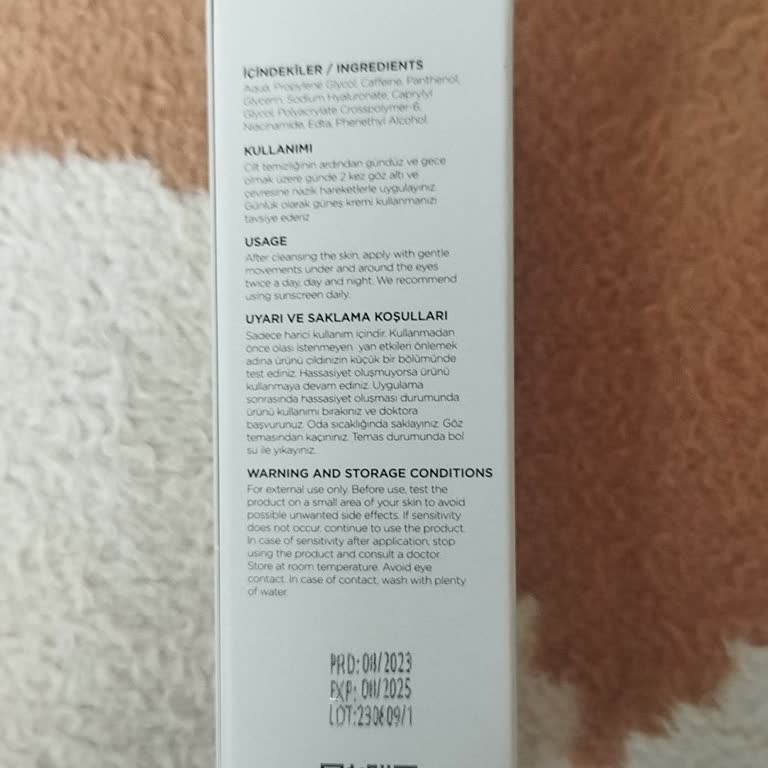 İÇİNDEKİLER / INGREDIENTS
Aqua, Propylene Glycol, Caffeine, Panthenol,
Glycerin, Sodium Hyaluronate, Caprylyl
Glycol, Polyacrylate Crosspolymer-6,
Niacinamide, Edta, Phenethyl Alcohol.
KULLANIMI
Cilt temizliğinin ardından gündüz ve gece
olmak üzere günde 2 kez göz altı ve
çevresine nazik hareketlerle uygulayınız.
Günlük olarak güneş kremi kullanmanızı
tavsiye ederiz
USAGE
After cleansing the skin, apply with gentle
movements under and around the eyes
twice a day, day and night. We recommend
using sunscreen daily.
UYARI VE SAKLAMA KOŞULLARI
Sadece harici kullanım içindir. Kullanmadan
önce olası istenmeyen yan etkileri önlemek
adına ürünü cildinizin küçük bir bölümünde
test ediniz. Hassasiyet oluşmuyorsa ürünü
kullanmaya devam ediniz. Uygulama
sonrasında hassasiyet oluşması durumunda
ürünü kullanımı bırakınız ve doktora
başvurunuz. Oda sıcaklığında saklayınız. Göz
temasından kaçınınız. Temas durumunda bol
su ile yıkayınız.
WARNING AND STORAGE CONDITIONS
For external use only. Before use, test the
product on a small area of your skin to avoid
possible unwanted side effects. If sensitivity
does not occur, continue to use the product.
In case of sensitivity after application, stop
using the product and consult a doctor.
Store at room temperature. Avoid eye
contact. In case of contact, wash with plenty
of water.
PRD: 08/2023
EXP: 08/2025